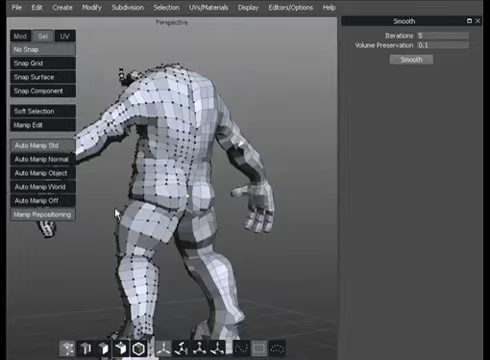 File Edit Create Modify Subdivision Selection UVs/Materials Display Editors/Options Help
Perspective
Smooth
Mod Sel UV
No Snap
Snap Grid
Snap Surface
Snap Component
Soft Selection
Manip Edit
Auto Manip Std
Auto Manip Normal
Auto Manip Object
Auto Manip World
Auto Manip Off
Manip Repositioning
Iterations 5
Volume Preservation 0.1
Smooth